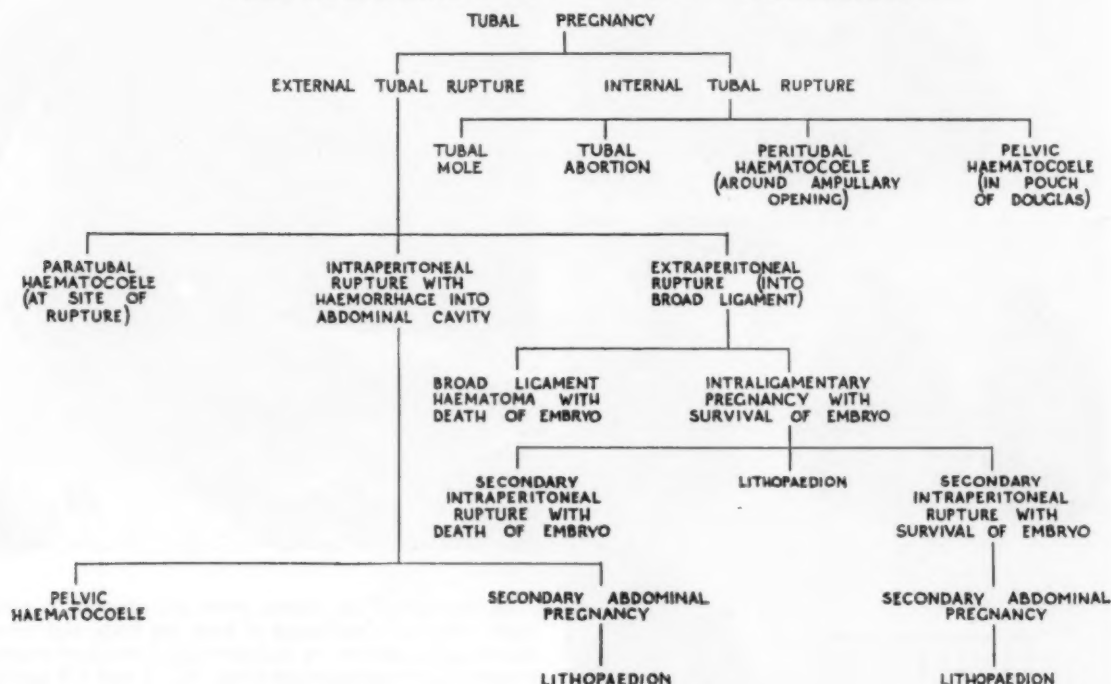 TUBAL PREGNANCY
EXTERNAL TUBAL RUPTURE
INTERNAL TUBAL RUPTURE
TUBAL
MOLE
TUBAL
ABORTION
PERITUBAL
HAEMATOCOELE
(AROUND AMPULLARY
OPENING)
PELVIC
HAEMATOCOELE
(IN POUCH
OF DOUGLAS)
PARATUBAL
HAEMATOCOELE
(AT SITE OF
RUPTURE)
INTRAPERITONEAL
RUPTURE WITH
HAEMORRHAGE INTO
ABDOMINAL CAVITY
EXTRAPERITONEAL
RUPTURE (INTO
BROAD LIGAMENT)
BROAD LIGAMENT
HAEMATOMA WITH
DEATH OF EMBRYO
INTRALIGAMENTARY
PREGNANCY WITH
SURVIVAL OF EMBRYO
SECONDARY
INTRAPERITONEAL
RUPTURE WITH
DEATH OF EMBRYO
LITHOPAEDION
SECONDARY
INTRAPERITONEAL
RUPTURE WITH
SURVIVAL OF EMBRYO
PELVIC
HAEMATOCOELE
SECONDARY ABDOMINAL
PREGNANCY
SECONDARY ABDOMINAL
PREGNANCY
LITHOPAEDION
LITHOPAEDION